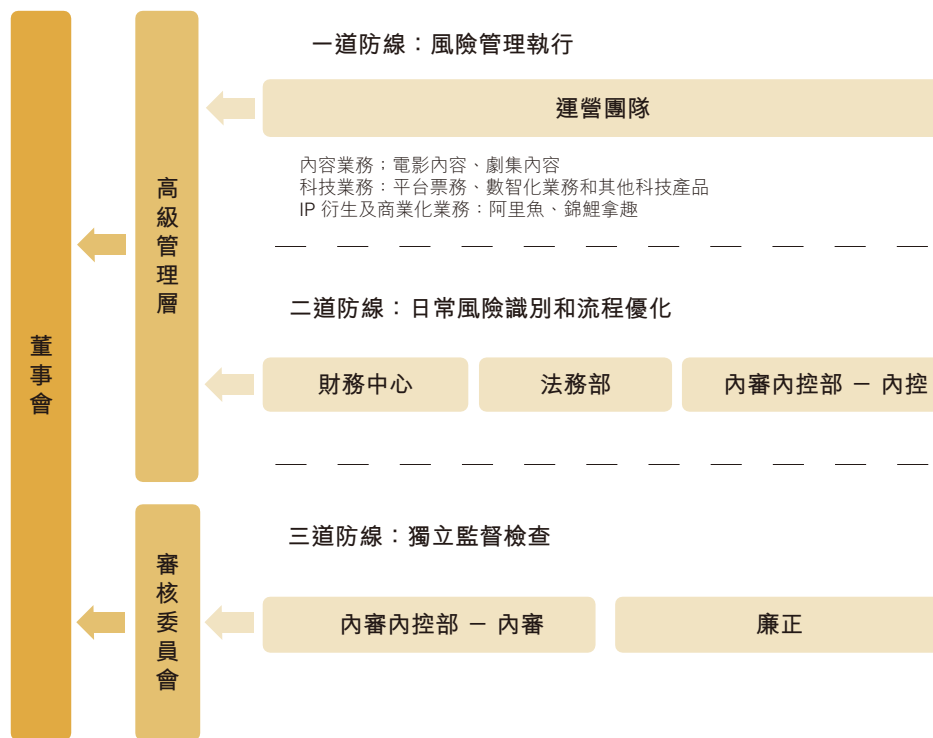 董事會
高級管理層
一道防線：風險管理執行
運營團隊
內容業務；電影內容、劇集內容
科技業務：平台票務、數智化業務和其他科技產品
IP 衍生及商業化業務：阿里魚、錦鯉拿趣
二道防線：日常風險識別和流程優化
財務中心
法務部
內審內控部 － 內控
審核委員會
三道防線：獨立監督檢查
內審內控部 － 內審
廉正